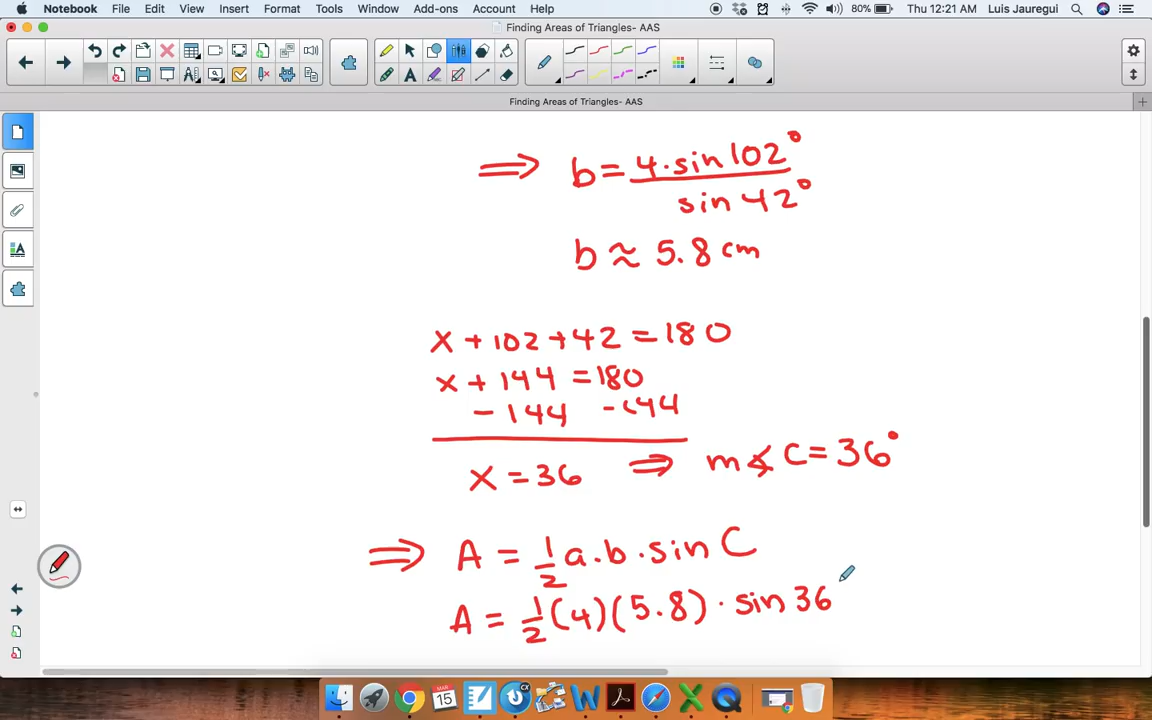 Notebook File Edit View Insert Format Tools Window Add-ons Account Help 80% Thu 12:21 AM Luis Jauregui
Finding Areas of Triangles- AAS
Finding Areas of Triangles- AAS
⇒ b = 4·sin 102°
sin 42°
b ≈ 5.8 cm
x + 102 + 42 = 180
x + 144 = 180
- 144 - 144
x = 36 ⇒ m∡C = 36°
⇒ A = 1/2 a·b·sin C
A = 1/2 (4)(5.8)·sin 36
MAR
15